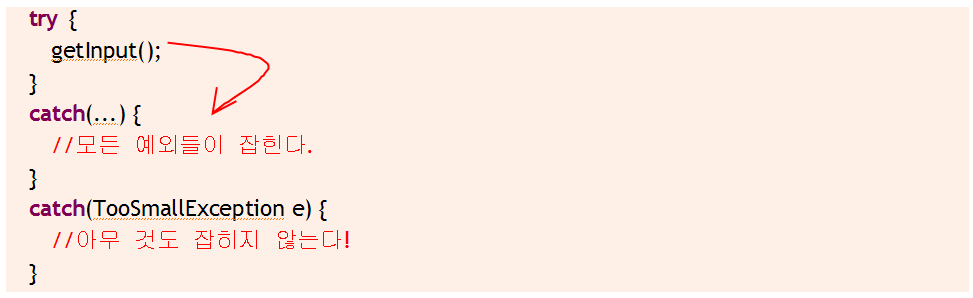 try {
getInput();
}
catch(...) {
//모든 예외들이 잡힌다.
}
catch(TooSmallException e) {
//아무 것도 잡히지 않는다!
}